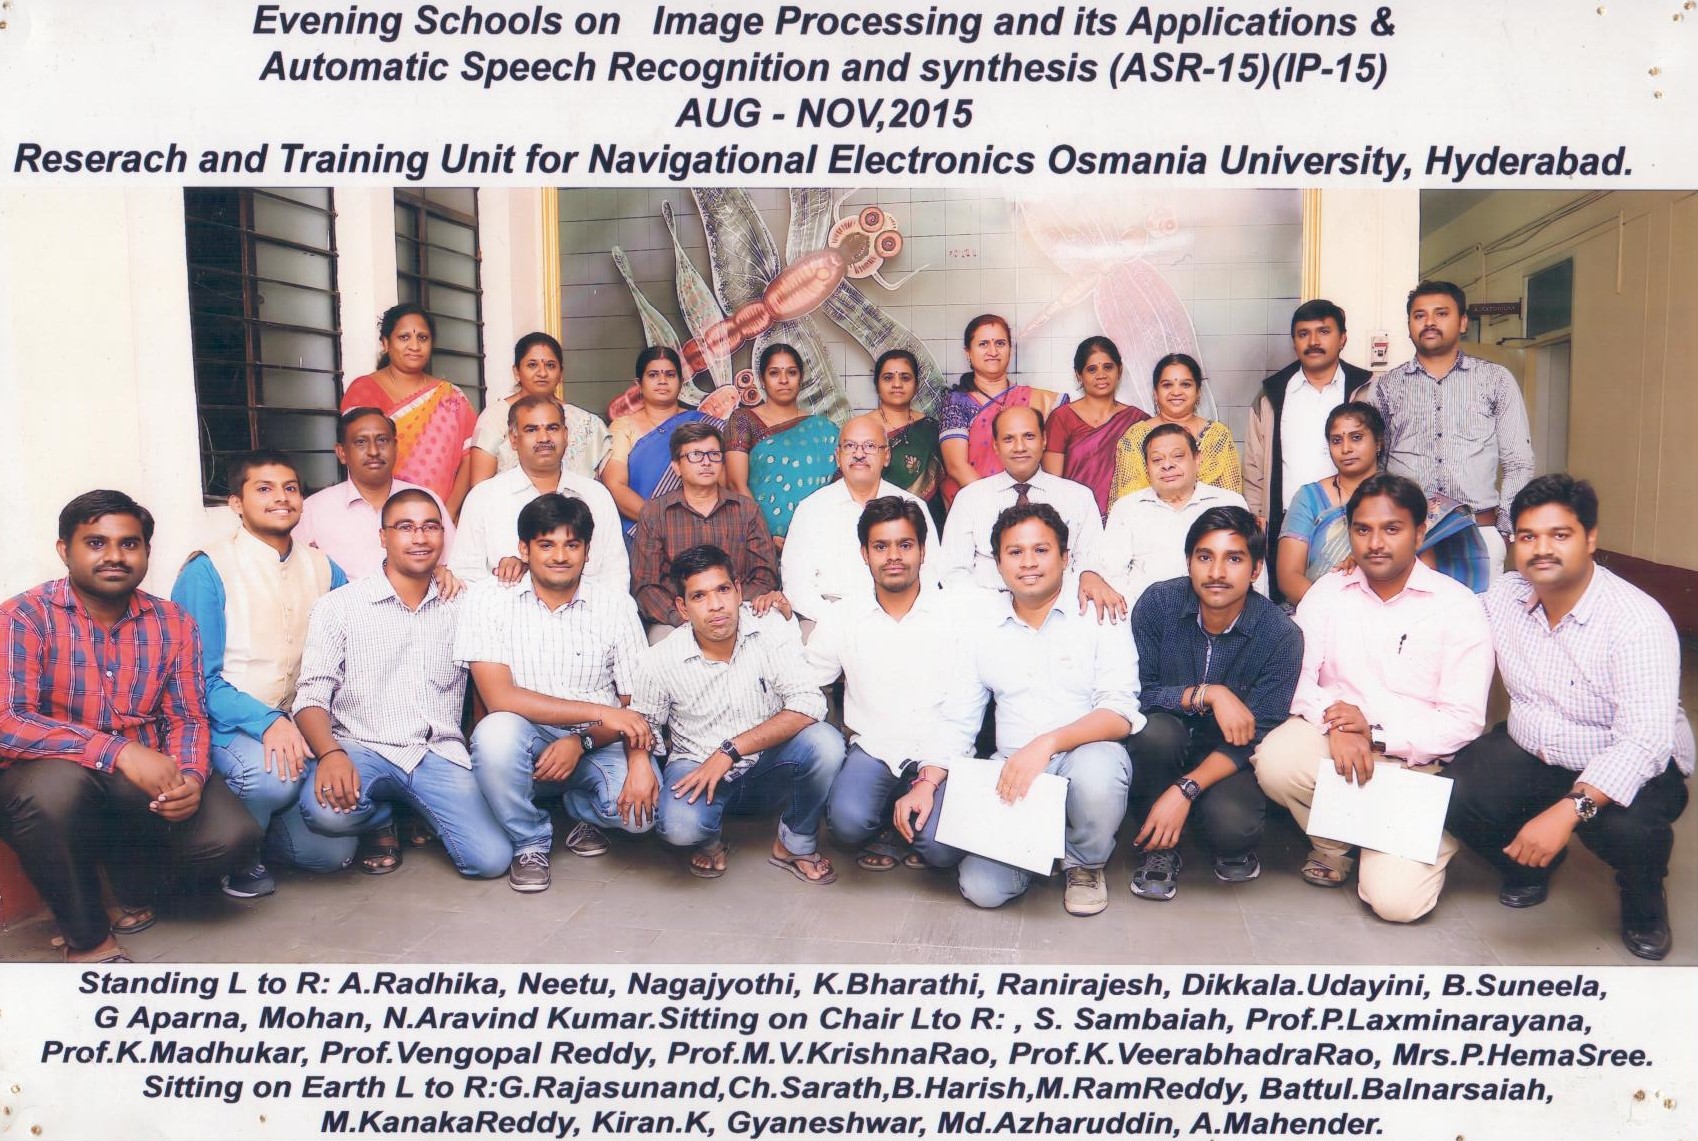 Evening Schools on Image Processing and its Applications &
Automatic Speech Recognition and synthesis (ASR-15)(IP-15)
AUG - NOV,2015
Reserach and Training Unit for Navigational Electronics Osmania University, Hyderabad.
Standing L to R: A.Radhika, Neetu, Nagajyothi, K.Bharathi, Ranirajesh, Dikkala.Udayini, B.Suneela,
G Aparna, Mohan, N.Aravind Kumar.Sitting on Chair Lto R: , S. Sambaiah, Prof.P.Laxminarayana,
Prof.K.Madhukar, Prof.Vengopal Reddy, Prof.M.V.KrishnaRao, Prof.K.VeerabhadraRao, Mrs.P.HemaSree.
Sitting on Earth L to R:G.Rajasunand,Ch.Sarath,B.Harish,M.RamReddy, Battul.Balnarsaiah,
M.KanakaReddy, Kiran.K, Gyaneshwar, Md.Azharuddin, A.Mahender.